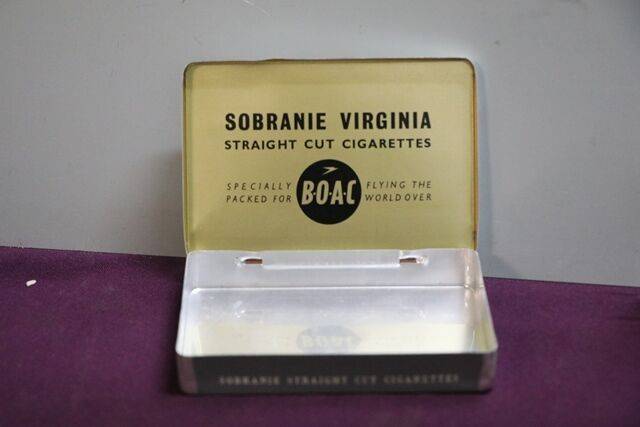 SOBRANIE VIRGINIA
STRAIGHT CUT CIGARETTES
SPECIALLY
PACKED FOR
B·O·A·C
FLYING THE
WORLD OVER
SOBRANIE STRAIGHT CUT CIGARETTES